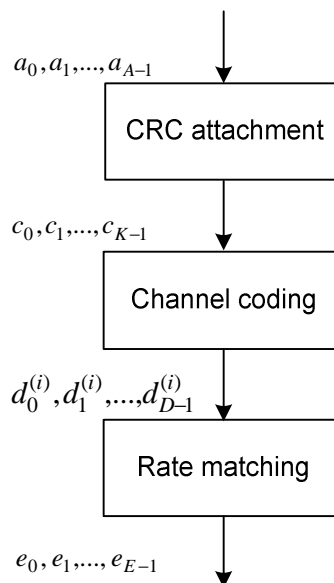 a_0, a_1, ..., a_{A-1}
CRC attachment
c_0, c_1, ..., c_{K-1}
Channel coding
d_0^{(i)}, d_1^{(i)}, ..., d_{D-1}^{(i)}
Rate matching
e_0, e_1, ..., e_{E-1}